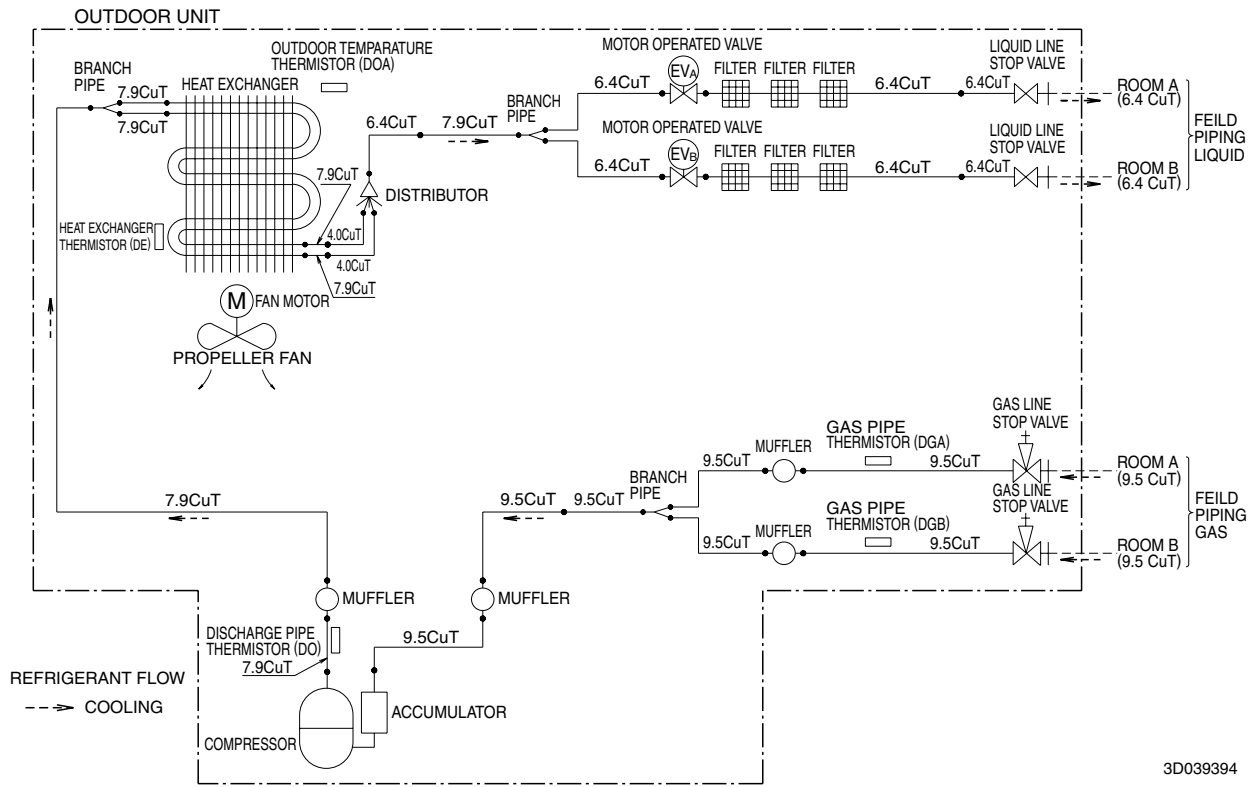 OUTDOOR UNIT
OUTDOOR TEMPARATURE
THERMISTOR (DOA)
BRANCH
PIPE
7.9CuT
7.9CuT
HEAT EXCHANGER
6.4CuT
7.9CuT
BRANCH
PIPE
MOTOR OPERATED VALVE
6.4CuT
EVA
FILTER
FILTER
FILTER
6.4CuT
LIQUID LINE
STOP VALVE
6.4CuT
ROOM A
(6.4 CuT)
MOTOR OPERATED VALVE
6.4CuT
EVB
FILTER
FILTER
FILTER
6.4CuT
LIQUID LINE
STOP VALVE
6.4CuT
ROOM B
(6.4 CuT)
FEILD
PIPING
LIQUID
7.9CuT
DISTRIBUTOR
HEAT EXCHANGER
THERMISTOR (DE)
4.0CuT
4.0CuT
7.9CuT
M
FAN MOTOR
PROPELLER FAN
GAS LINE
STOP VALVE
GAS PIPE
THERMISTOR (DGA)
MUFFLER
9.5CuT
9.5CuT
ROOM A
(9.5 CuT)
BRANCH
PIPE
GAS LINE
STOP VALVE
GAS PIPE
THERMISTOR (DGB)
MUFFLER
9.5CuT
9.5CuT
ROOM B
(9.5 CuT)
FEILD
PIPING
GAS
7.9CuT
9.5CuT
9.5CuT
MUFFLER
MUFFLER
DISCHARGE PIPE
THERMISTOR (DO)
7.9CuT
9.5CuT
REFRIGERANT FLOW
COOLING
ACCUMULATOR
COMPRESSOR
3D039394